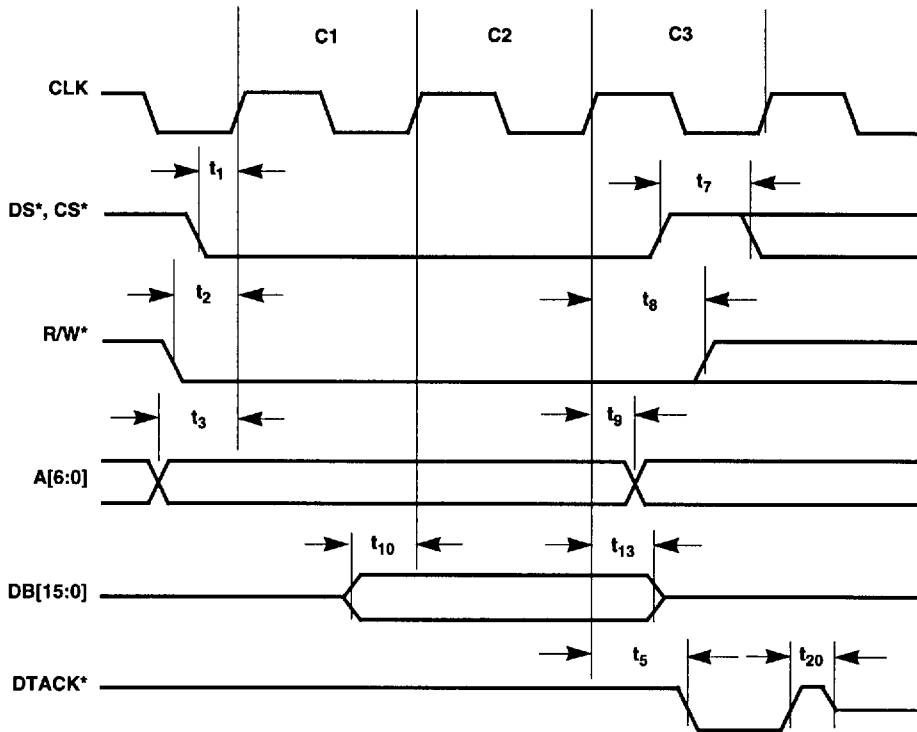 C1 C2 C3
CLK
t1 t7
DS*, CS*
t2 t8
R/W*
t3 t9
A[6:0]
t10 t13
DB[15:0]
t5 t20
DTACK*